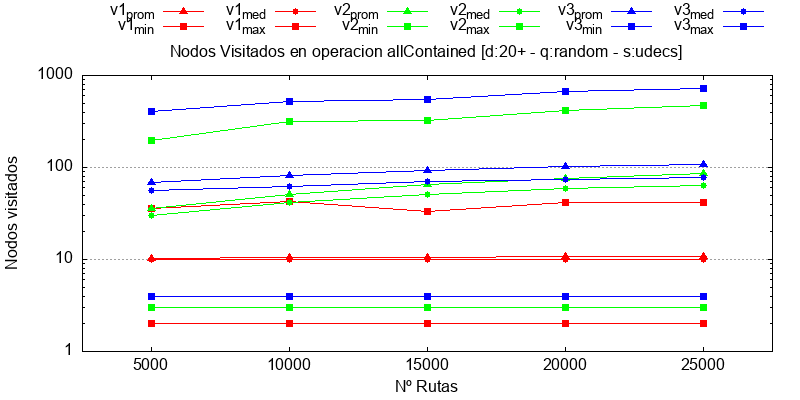 v1prom v1med v2prom v2med v3prom v3med
v1min v1max v2min v2max v3min v3max
Nodos Visitados en operacion allContained [d:20+ - q:random - s:udecs]
1000
100
10
1
Nodos visitados
5000 10000 15000 20000 25000
Nº Rutas